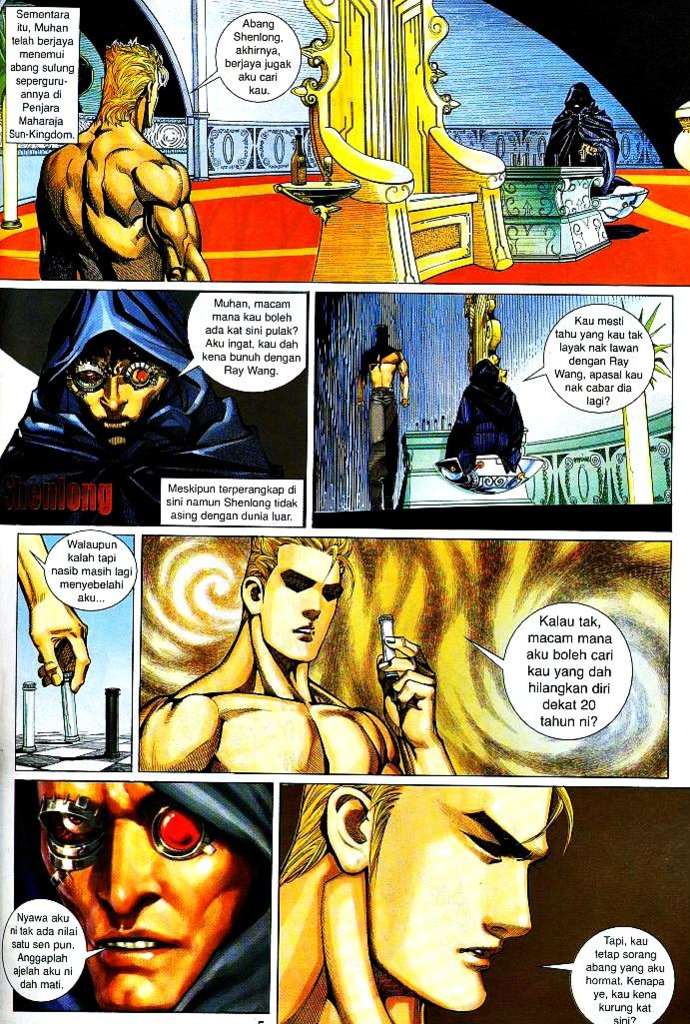 Sementara
itu, Muhan
telah berjaya
menemui
abang sulung
seperguru-
annya di
Penjara
Maharaja
Sun-Kingdom.
Abang
Shenlong,
akhirnya,
berjaya jugak
aku cari
kau.
Muhan, macam
mana kau boleh
ada kat sini pulak?
Aku ingat, kau dah
kena bunuh dengan
Ray Wang.
Shenlong
Meskipun terperangkap di
sini namun Shenlong tidak
asing dengan dunia luar.
Kau mesti
tahu yang kau tak
layak nak lawan
dengan Ray
Wang, apasal kau
nak cabar dia
lagi?
Walaupun
kalah tapi
nasib masih lagi
menyebelahi
aku...
Kalau tak,
macam mana
aku boleh cari
kau yang dah
hilangkan diri
dekat 20
tahun ni?
Nyawa aku
ni tak ada nilai
satu sen pun.
Anggaplah
ajelah aku ni
dah mati.
Tapi, kau
tetap sorang
abang yang aku
hormat. Kenapa
ye, kau kena
kurung kat
sini?